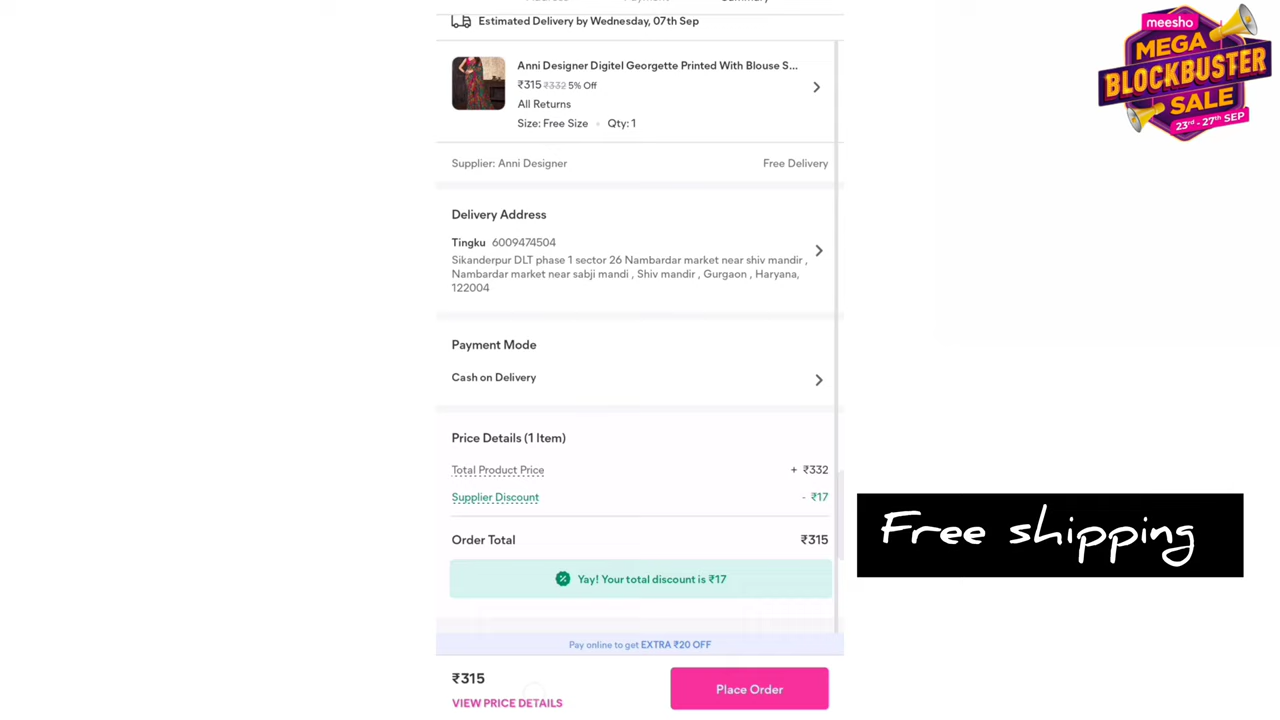 Estimated Delivery by Wednesday, 07th Sep
Anni Designer Digitel Georgette Printed With Blouse S...
₹315 ₹332 5% Off
All Returns
Size: Free Size • Qty: 1
Supplier: Anni Designer Free Delivery
Delivery Address
Tingku 6009474504
Sikanderpur DLT phase 1 sector 26 Nambardar market near shiv mandir ,
Nambardar market near sabji mandi , Shiv mandir , Gurgaon , Haryana,
122004
Payment Mode
Cash on Delivery
Price Details (1 Item)
Total Product Price + ₹332
Supplier Discount - ₹17
Order Total ₹315
Yay! Your total discount is ₹17
Pay online to get EXTRA ₹20 OFF
₹315
VIEW PRICE DETAILS
Place Order
meesho
MEGA
BLOCKBUSTER
SALE
23rd - 27th SEP
Free shipping